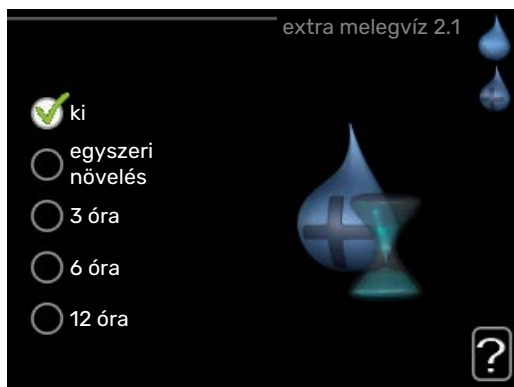 extra melegvíz 2.1
ki
egyszeri
növelés
3 óra
6 óra
12 óra
?